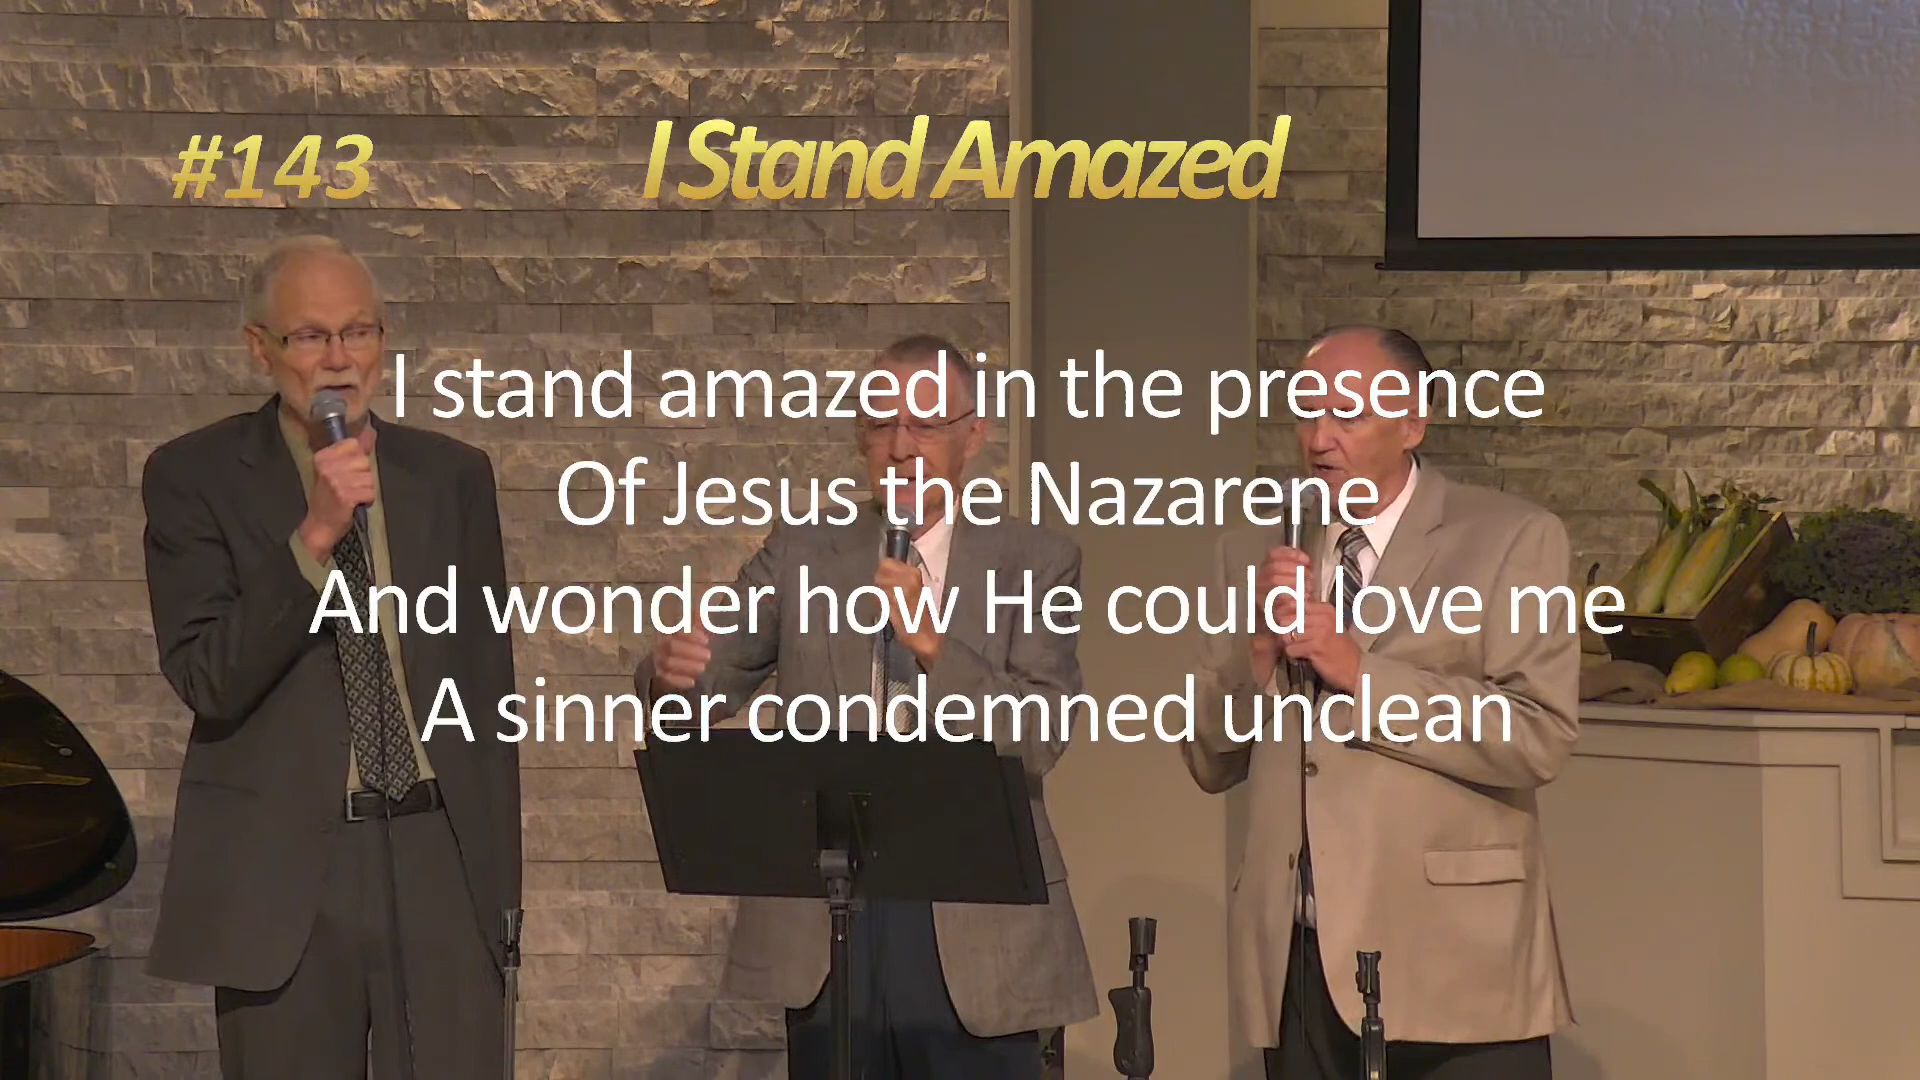 #143 I Stand Amazed
I stand amazed in the presence
Of Jesus the Nazarene
And wonder how He could love me
A sinner condemned unclean